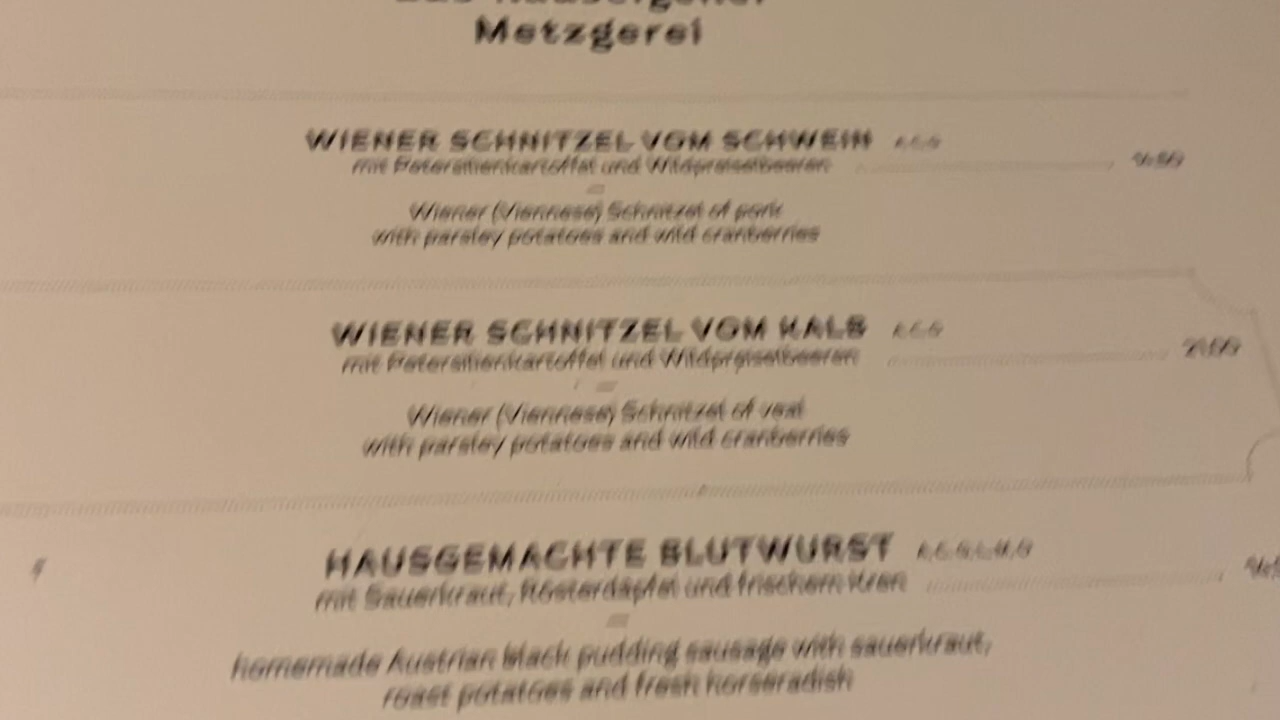 Metzgerei
WIENER SCHNITZEL VOM SCHWEIN
mit Petersilienkartoffel und Wildpreiselbeeren
Wiener (Viennese) Schnitzel of pork
with parsley potatoes and wild cranberries
WIENER SCHNITZEL VOM KALB
mit Petersilienkartoffel und Wildpreiselbeeren
Wiener (Viennese) Schnitzel of veal
with parsley potatoes and wild cranberries
HAUSGEMACHTE BLUTWURST
mit Sauerkraut, Rösterdäpfel und frischem Kren
homemade Austrian black pudding sausage with sauerkraut,
roast potatoes and fresh horseradish